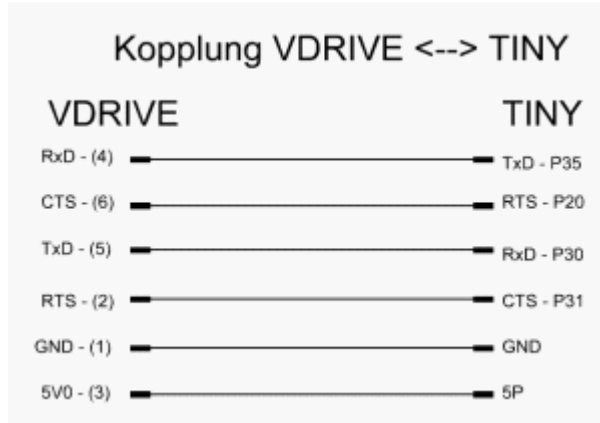 Kopplung VDRIVE <--> TINY
VDRIVE TINY
RxD - (4) TxD - P35
CTS - (6) RTS - P20
TxD - (5) RxD - P30
RTS - (2) CTS - P31
GND - (1) GND
5V0 - (3) 5P